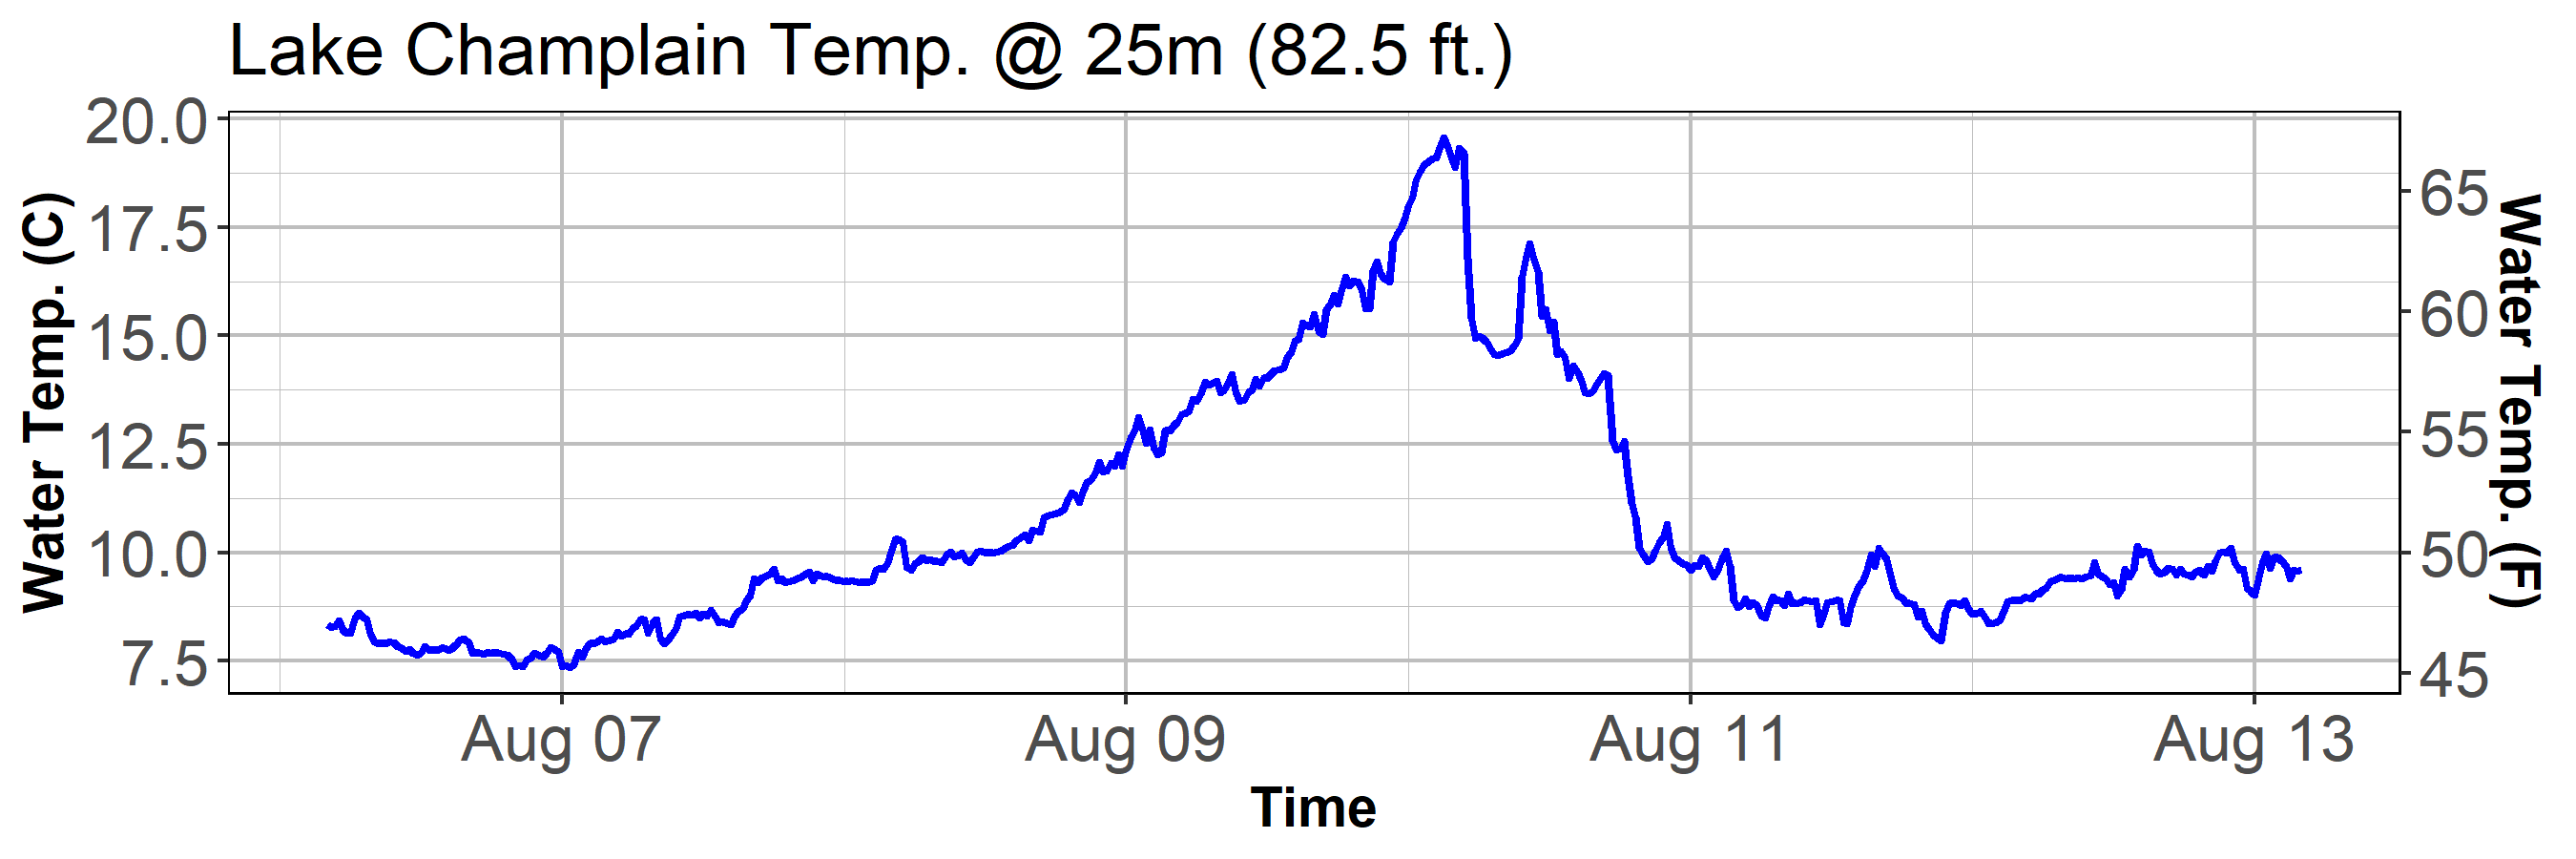 Lake Champlain Temp. @ 25m (82.5 ft.)
Water Temp. (C)
20.0
17.5
15.0
12.5
10.0
7.5
65
60
55
50
45
Water Temp. (F)
Aug 07 Aug 09 Aug 11 Aug 13
Time